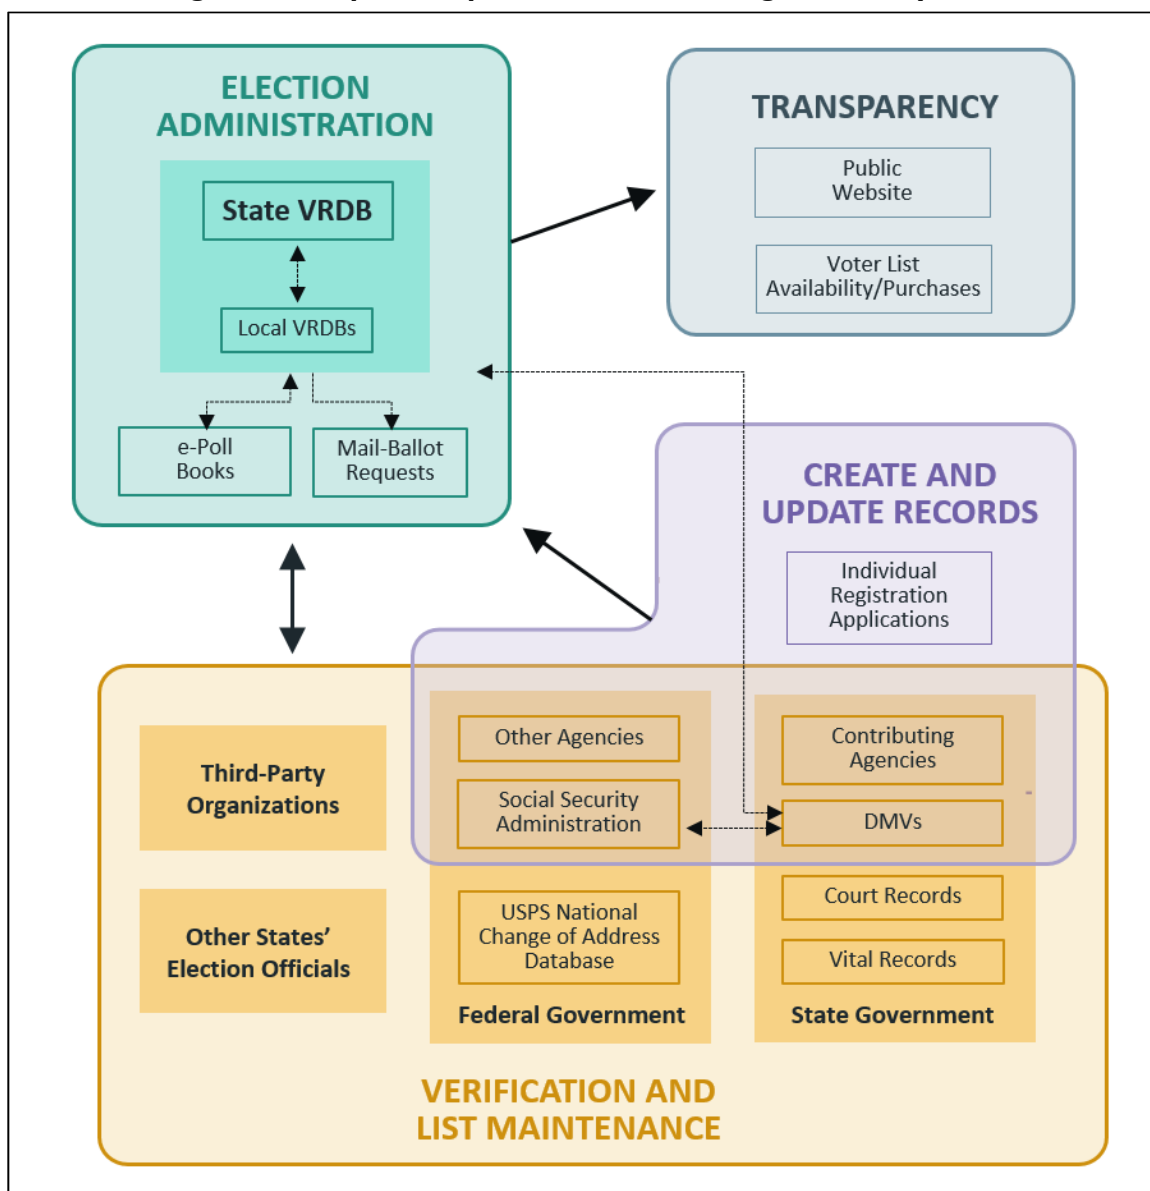 ELECTION
ADMINISTRATION
State VRDB
Local VRDBs
e-Poll
Books
Mail-Ballot
Requests
TRANSPARENCY
Public
Website
Voter List
Availability/Purchases
CREATE AND
UPDATE RECORDS
Individual
Registration
Applications
Third-Party
Organizations
Other States’
Election Officials
Other Agencies
Social Security
Administration
USPS National
Change of Address
Database
Federal Government
Contributing
Agencies
DMVs
Court Records
Vital Records
State Government
VERIFICATION AND
LIST MAINTENANCE